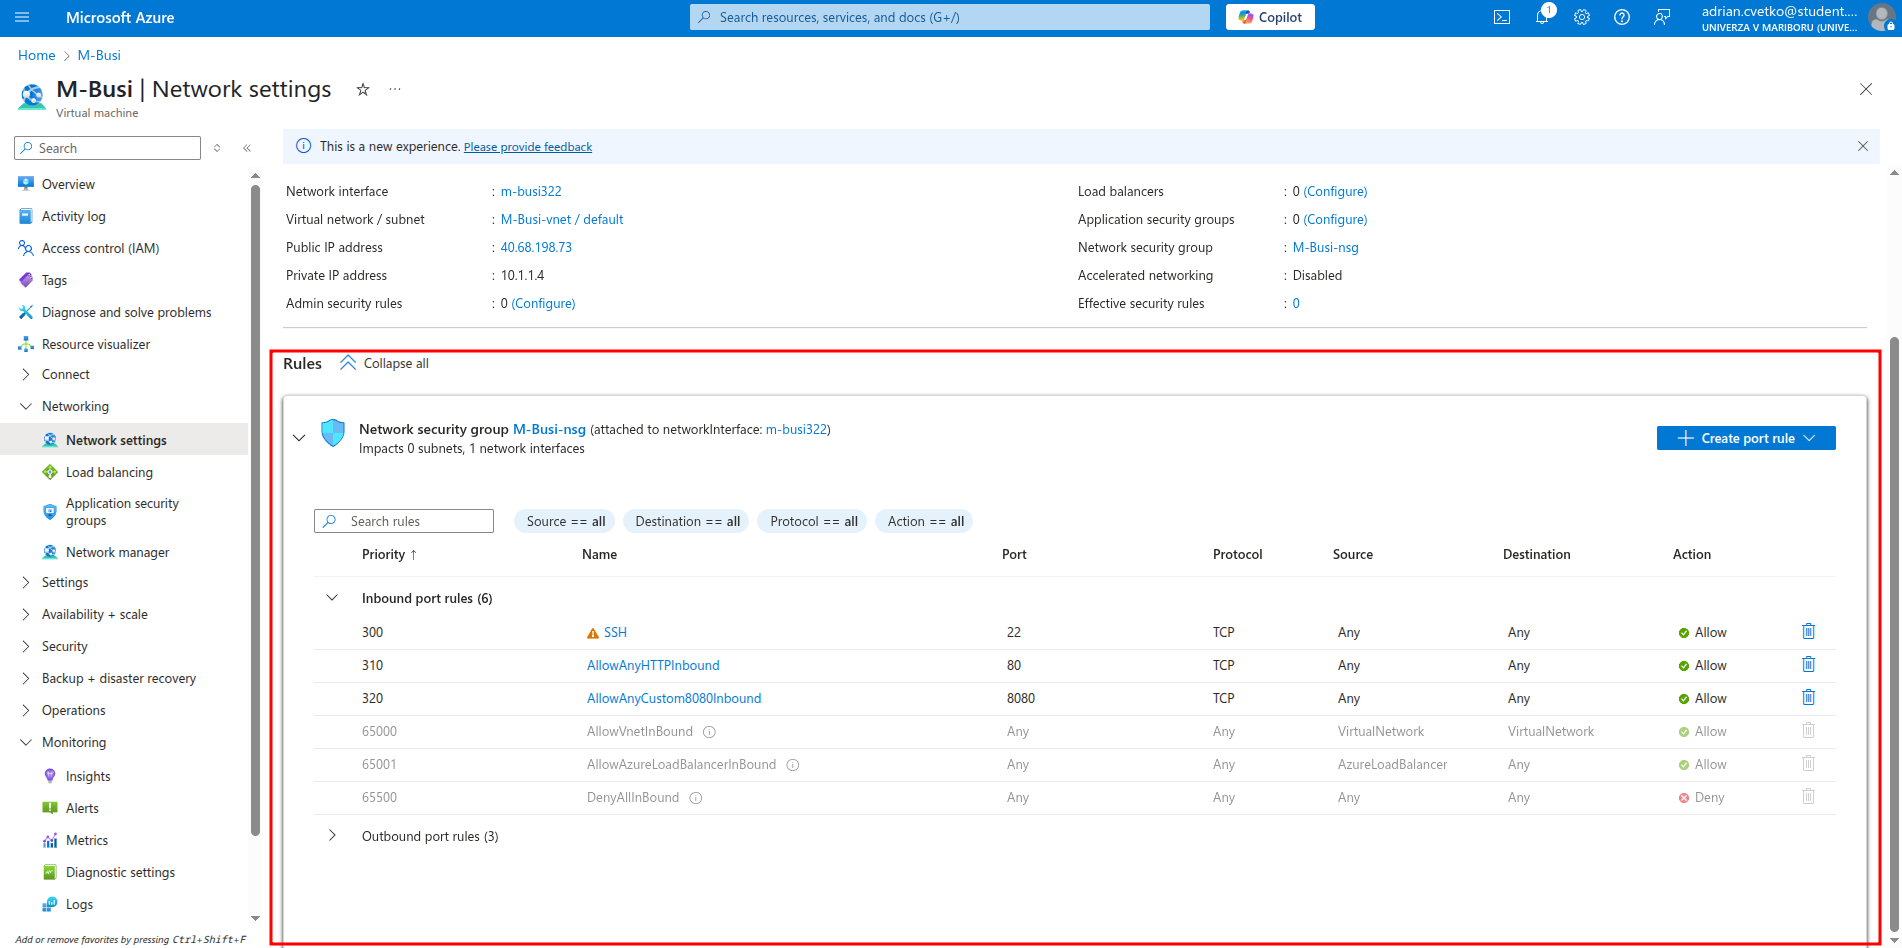 Microsoft Azure
Search resources, services, and docs (G+/)
Copilot
1
adrian.cvetko@student....
UNIVERZA V MARIBORU (UNIVE...
Home > M-Busi
M-Busi | Network settings
Virtual machine
Search
Overview
Activity log
Access control (IAM)
Tags
Diagnose and solve problems
Resource visualizer
Connect
Networking
Network settings
Load balancing
Application security
groups
Network manager
Settings
Availability + scale
Security
Backup + disaster recovery
Operations
Monitoring
Insights
Alerts
Metrics
Diagnostic settings
Logs
Add or remove favorites by pressing Ctrl+Shift+F
This is a new experience. Please provide feedback
Network interface : m-busi322
Virtual network / subnet : M-Busi-vnet / default
Public IP address : 40.68.198.73
Private IP address : 10.1.1.4
Admin security rules : 0 (Configure)
Load balancers : 0 (Configure)
Application security groups : 0 (Configure)
Network security group : M-Busi-nsg
Accelerated networking : Disabled
Effective security rules : 0
Rules Collapse all
Network security group M-Busi-nsg (attached to networkInterface: m-busi322)
Impacts 0 subnets, 1 network interfaces
Create port rule
Search rules Source == all Destination == all Protocol == all Action == all
Priority ↑ Name Port Protocol Source Destination Action
Inbound port rules (6)
300 SSH 22 TCP Any Any Allow
310 AllowAnyHTTPInbound 80 TCP Any Any Allow
320 AllowAnyCustom8080Inbound 8080 TCP Any Any Allow
65000 AllowVnetInBound Any Any VirtualNetwork VirtualNetwork Allow
65001 AllowAzureLoadBalancerInBound Any Any AzureLoadBalancer Any Allow
65500 DenyAllInBound Any Any Any Any Deny
Outbound port rules (3)